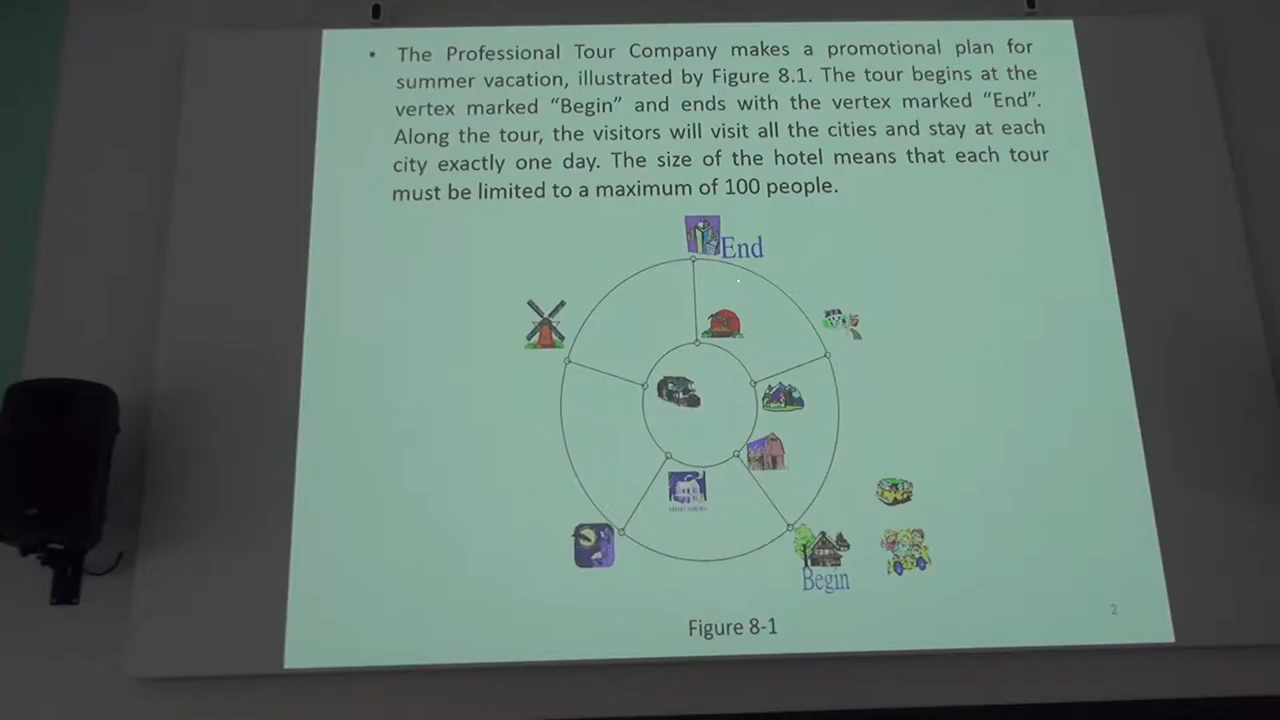 • The Professional Tour Company makes a promotional plan for
summer vacation, illustrated by Figure 8.1. The tour begins at the
vertex marked “Begin” and ends with the vertex marked “End”.
Along the tour, the visitors will visit all the cities and stay at each
city exactly one day. The size of the hotel means that each tour
must be limited to a maximum of 100 people.
End
Begin
Figure 8-1
2